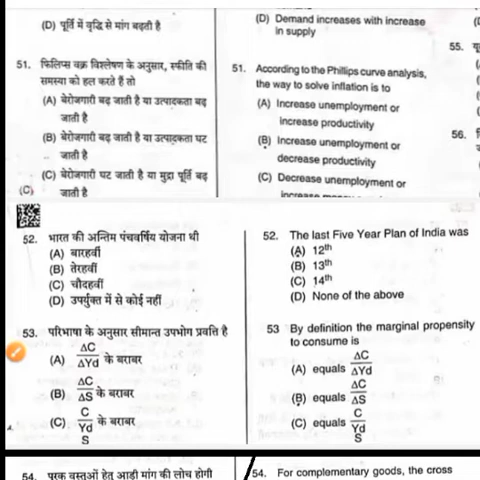 (D) पूर्ति में वृद्धि से मांग बढ़ती है
51. फिलिप्स वक्र विश्लेषण के अनुसार, स्फीति की
समस्या को हल करते हैं तो
(A) बेरोजगारी बढ़ जाती है या उत्पादकता बढ़
जाती है
(B) बेरोजगारी बढ़ जाती है या उत्पादकता घट
जाती है
(C) बेरोजगारी घट जाती है या मुद्रा पूर्ति बढ़
(C) जाती है
52. भारत की अन्तिम पंचवर्षिय योजना थी
(A) बारहवीं
(B) तेरहवीं
(C) चौदहवीं
(D) उपर्युक्त में से कोई नहीं
53. परिभाषा के अनुसार सीमान्त उपभोग प्रवत्ति है
(A) ΔC/ΔYd के बराबर
(B) ΔC/ΔS के बराबर
(C) C/Yd के बराबर
S
54. पूरक वस्तुओं हेतु आड़ी मांग की लोच होगी
(D) Demand increases with increase
in supply
51. According to the Phillips curve analysis,
the way to solve inflation is to
(A) Increase unemployment or
increase productivity
(B) Increase unemployment or
decrease productivity
(C) Decrease unemployment or
52. The last Five Year Plan of India was
(A) 12th
(B) 13th
(C) 14th
(D) None of the above
53 By definition the marginal propensity
to consume is
(A) equals ΔC/ΔYd
(B) equals ΔC/ΔS
(C) equals C/Yd
S
54. For complementary goods, the cross
55.
56.